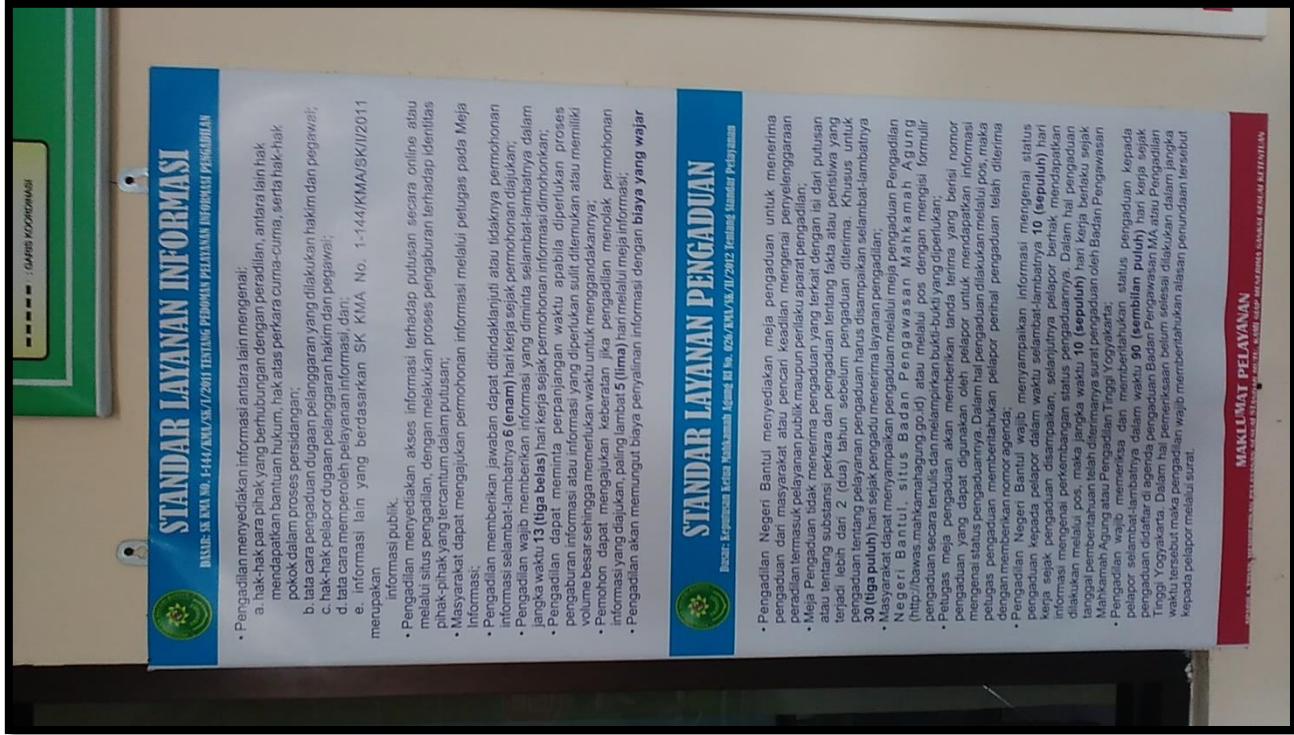 - - - - - : GARIS KOORDINASI
STANDAR LAYANAN INFORMASI
DASAR: SK KMA NO. 1-144/KMA/SK/I/2011 TENTANG PEDOMAN PELAYANAN INFORMASI PENGADILAN
• Pengadilan menyediakan informasi antara lain mengenai:
a. hak-hak para pihak yang berhubungan dengan peradilan, antara lain hak
mendapatkan bantuan hukum, hak atas perkara cuma-cuma, serta hak-hak
pokok dalam proses persidangan;
b. tata cara pengaduan dugaan pelanggaran yang dilakukan hakim dan pegawai;
c. hak-hak pelapor dugaan pelanggaran hakim dan pegawai;
d. tata cara memperoleh pelayanan informasi, dan;
e. informasi lain yang berdasarkan SK KMA No. 1-144/KMA/SK/I/2011
merupakan
informasi publik.
• Pengadilan menyediakan akses informasi terhadap putusan secara online atau
melalui situs pengadilan, dengan melakukan proses pengaburan terhadap identitas
pihak-pihak yang tercantum dalam putusan;
• Masyarakat dapat mengajukan permohonan informasi melalui petugas pada Meja
Informasi;
• Pengadilan memberikan jawaban dapat ditindaklanjuti atau tidaknya permohonan
informasi selambat-lambatnya 6 (enam) hari kerja sejak permohonan diajukan;
• Pengadilan wajib memberikan informasi yang diminta selambat-lambatnya dalam
jangka waktu 13 (tiga belas) hari kerja sejak permohonan informasi dimohonkan;
• Pengadilan dapat meminta perpanjangan waktu apabila diperlukan proses
pengaburan informasi atau informasi yang diperlukan sulit ditemukan atau memiliki
volume besar sehingga memerlukan waktu untuk menggandakannya;
• Pemohon dapat mengajukan keberatan jika pengadilan menolak permohonan
informasi yang diajukan, paling lambat 5 (lima) hari melalui meja informasi;
• Pengadilan akan memungut biaya penyalinan informasi dengan biaya yang wajar
STANDAR LAYANAN PENGADUAN
Dasar: Keputusan Ketua Mahkamah Agung RI No. 026/KMA/SK/II/2012 Tentang Standar Pelayanan
• Pengadilan Negeri Bantul menyediakan meja pengaduan untuk menerima
pengaduan dari masyarakat atau pencari keadilan mengenai penyelenggaraan
peradilan termasuk pelayanan publik maupun perilaku aparat pengadilan;
• Meja Pengaduan tidak menerima pengaduan yang terkait dengan isi dari putusan
atau tentang substansi perkara dan pengaduan tentang fakta atau peristiwa yang
terjadi lebih dari 2 (dua) tahun sebelum pengaduan diterima. Khusus untuk
pengaduan tentang pelayanan pengaduan harus disampaikan selambat-lambatnya
30 (tiga puluh) hari sejak pengadu menerima layanan pengadilan;
• Masyarakat dapat menyampaikan pengaduan melalui meja pengaduan Pengadilan
Negeri Bantul, situs Badan Pengawasan Mahkamah Agung
(http://bawas.mahkamahagung.go.id) atau melalui pos dengan mengisi formulir
pengaduan secara tertulis dan melampirkan bukti-bukti yang diperlukan;
• Petugas meja pengaduan akan memberikan tanda terima yang berisi nomor
pengaduan yang dapat digunakan oleh pelapor untuk mendapatkan informasi
mengenai status pengaduannya. Dalam hal pengaduan dilakukan melalui pos, maka
petugas pengaduan memberitahukan pelapor perihal pengaduan telah diterima
dengan memberikan nomor agenda;
• Pengadilan Negeri Bantul wajib menyampaikan informasi mengenai status
pengaduan kepada pelapor dalam waktu selambat-lambatnya 10 (sepuluh) hari
kerja sejak pengaduan disampaikan, selanjutnya pelapor berhak mendapatkan
informasi mengenai perkembangan status pengaduannya. Dalam hal pengaduan
dilakukan melalui pos, maka jangka waktu 10 (sepuluh) hari kerja berlaku sejak
tanggal pemberitahuan telah diterimanya surat pengaduan oleh Badan Pengawasan
Mahkamah Agung atau Pengadilan Tinggi Yogyakarta;
• Pengadilan wajib memeriksa dan memberitahukan status pengaduan kepada
pelapor selambat-lambatnya dalam waktu 90 (sembilan puluh) hari kerja sejak
pengaduan didaftar di agenda pengaduan Badan Pengawasan MA atau Pengadilan
Tinggi Yogyakarta. Dalam hal pemeriksaan belum selesai dilakukan dalam jangka
waktu tersebut maka pengadilan wajib memberitahukan alasan penundaan tersebut
kepada pelapor melalui surat.
MAKLUMAT PELAYANAN
KAMI SIAP MENERIMA SANKSI SESUAI KETENTUAN